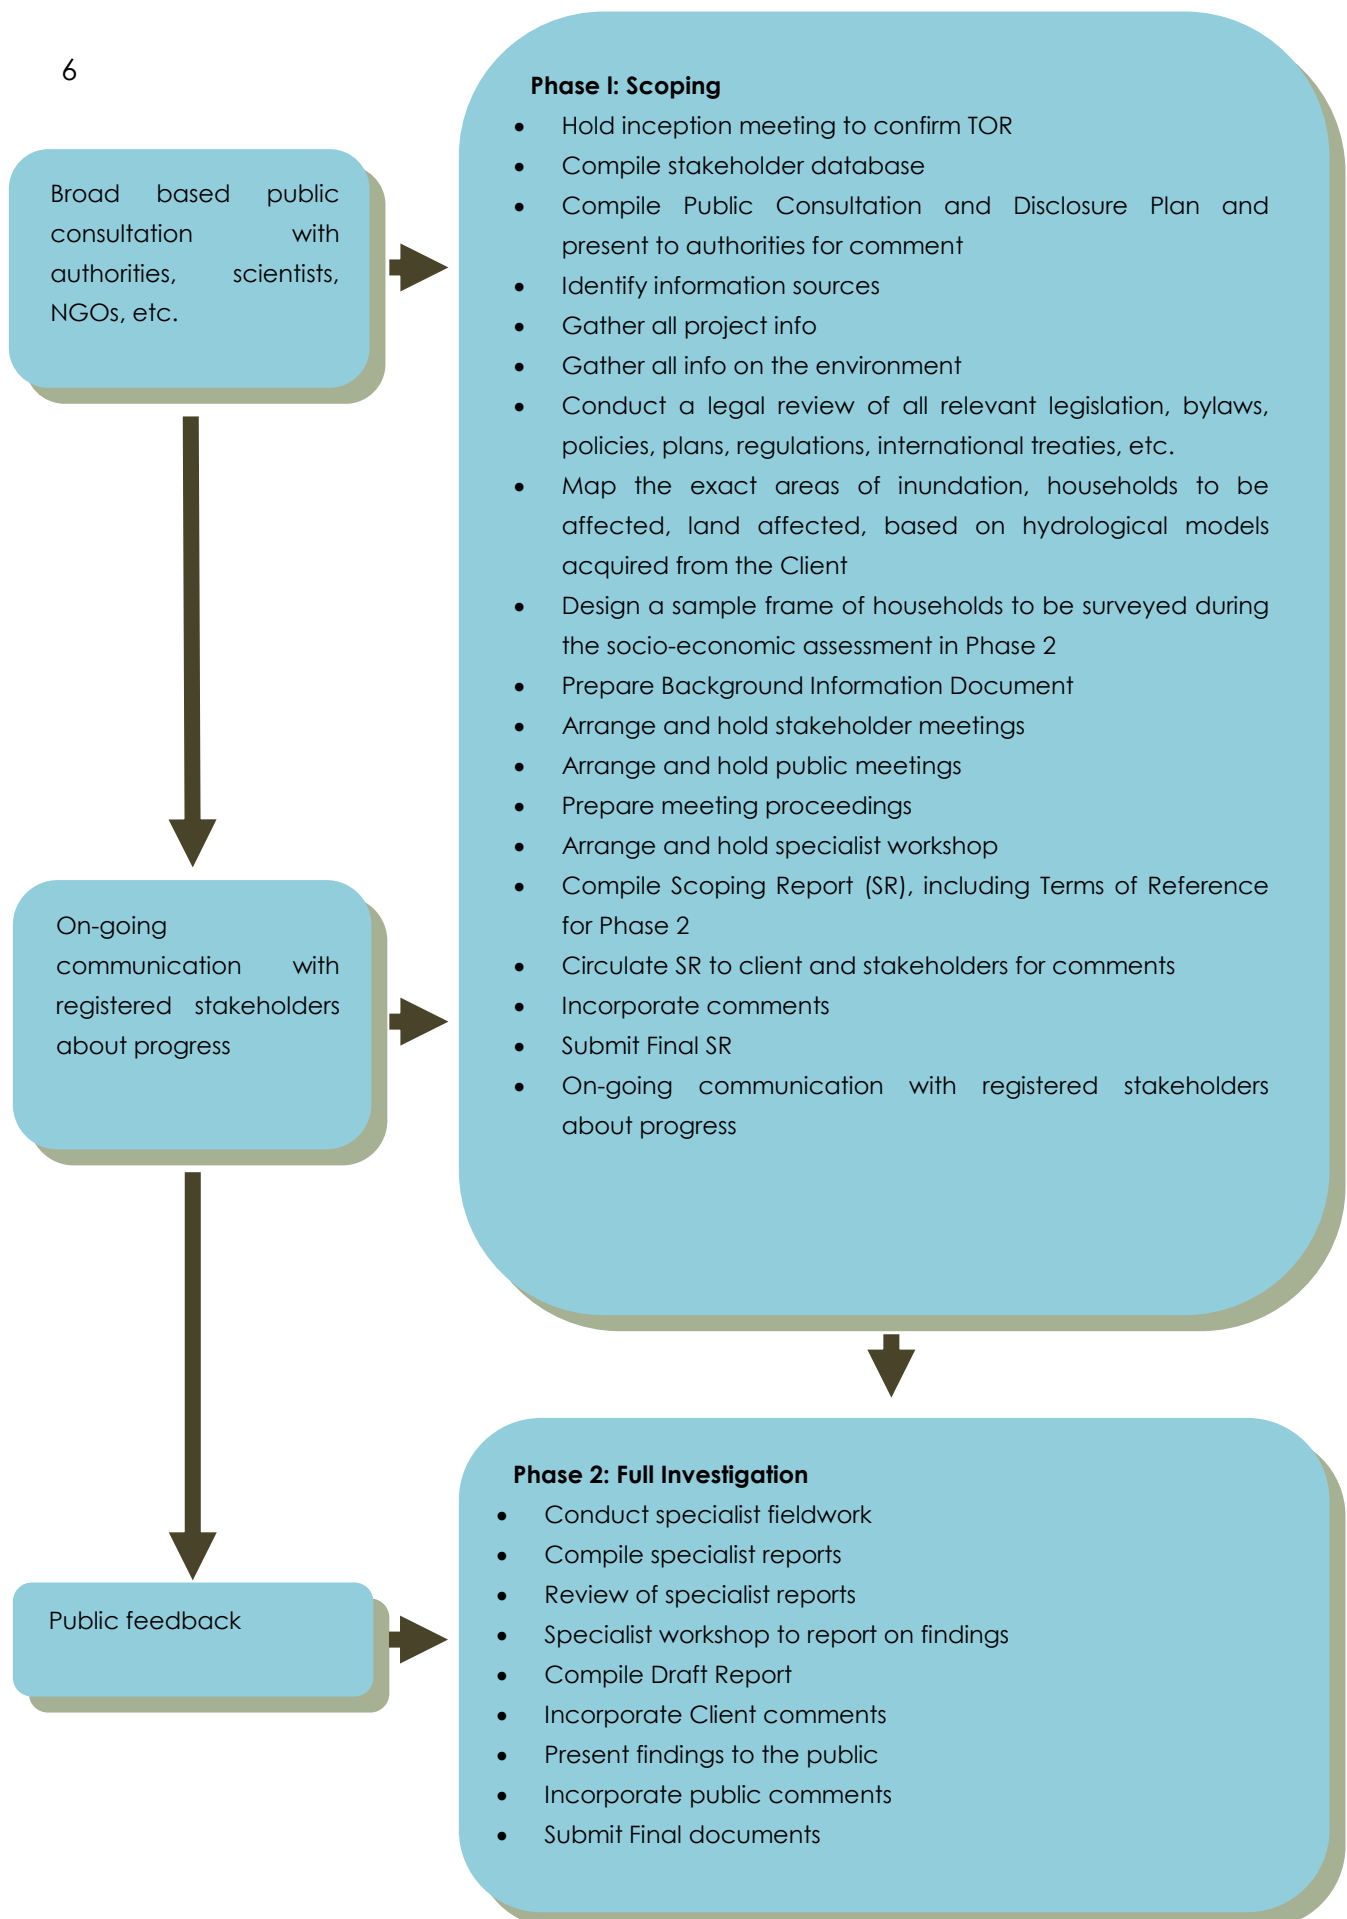 6
Broad based public
consultation with
authorities, scientists,
NGOs, etc.
Phase I: Scoping
• Hold inception meeting to confirm TOR
• Compile stakeholder database
• Compile Public Consultation and Disclosure Plan and
present to authorities for comment
• Identify information sources
• Gather all project info
• Gather all info on the environment
• Conduct a legal review of all relevant legislation, bylaws,
policies, plans, regulations, international treaties, etc.
• Map the exact areas of inundation, households to be
affected, land affected, based on hydrological models
acquired from the Client
• Design a sample frame of households to be surveyed during
the socio-economic assessment in Phase 2
• Prepare Background Information Document
• Arrange and hold stakeholder meetings
• Arrange and hold public meetings
• Prepare meeting proceedings
• Arrange and hold specialist workshop
• Compile Scoping Report (SR), including Terms of Reference
for Phase 2
• Circulate SR to client and stakeholders for comments
• Incorporate comments
• Submit Final SR
• On-going communication with registered stakeholders
about progress
On-going
communication with
registered stakeholders
about progress
Phase 2: Full Investigation
• Conduct specialist fieldwork
• Compile specialist reports
• Review of specialist reports
• Specialist workshop to report on findings
• Compile Draft Report
• Incorporate Client comments
• Present findings to the public
• Incorporate public comments
• Submit Final documents
Public feedback